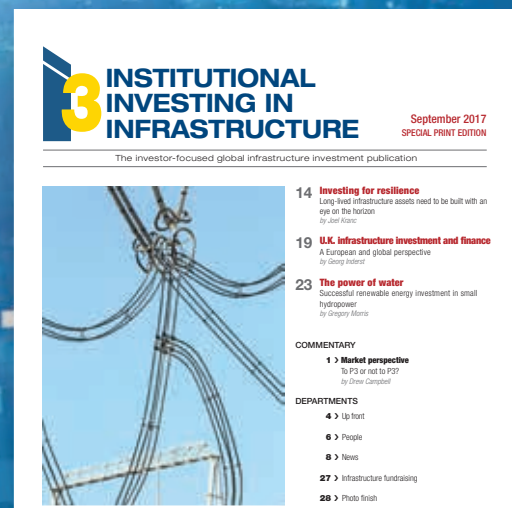 i3 INSTITUTIONAL
INVESTING IN
INFRASTRUCTURE
September 2017
SPECIAL PRINT EDITION
The investor-focused global infrastructure investment publication
14 Investing for resilience
Long-lived infrastructure assets need to be built with an
eye on the horizon
by Joel Kranc
19 U.K. infrastructure investment and finance
A European and global perspective
by Georg Inderst
23 The power of water
Successful renewable energy investment in small
hydropower
by Gregory Morris
COMMENTARY
1 > Market perspective
To P3 or not to P3?
by Drew Campbell
DEPARTMENTS
4 > Up front
6 > People
8 > News
27 > Infrastructure fundraising
28 > Photo finish